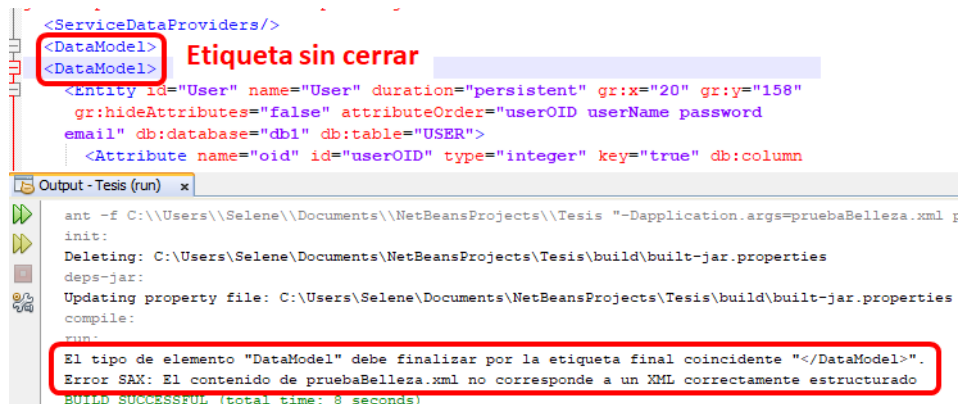 <ServiceDataProviders/>
<DataModel>
Etiqueta sin cerrar
<DataModel>
<Entity id="User" name="User" duration="persistent" gr:x="20" gr:y="158"
gr:hideAttributes="false" attributeOrder="userOID userName password
email" db:database="db1" db:table="USER">
<Attribute name="oid" id="userOID" type="integer" key="true" db:column
Output - Tesis (run) x
ant -f C:\\Users\\Selene\\Documents\\NetBeansProjects\\Tesis "-Dapplication.args=pruebaBelleza.xml p
init:
Deleting: C:\Users\Selene\Documents\NetBeansProjects\Tesis\build\built-jar.properties
deps-jar:
Updating property file: C:\Users\Selene\Documents\NetBeansProjects\Tesis\build\built-jar.properties
compile:
run:
El tipo de elemento "DataModel" debe finalizar por la etiqueta final coincidente "</DataModel>".
Error SAX: El contenido de pruebaBelleza.xml no corresponde a un XML correctamente estructurado
BUILD SUCCESSFUL (total time: 8 seconds)